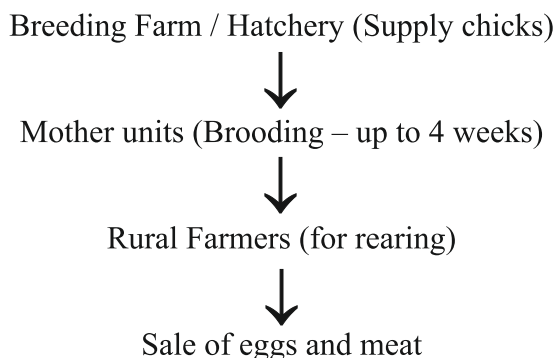 Breeding Farm / Hatchery (Supply chicks)
Mother units (Brooding – up to 4 weeks)
Rural Farmers (for rearing)
Sale of eggs and meat